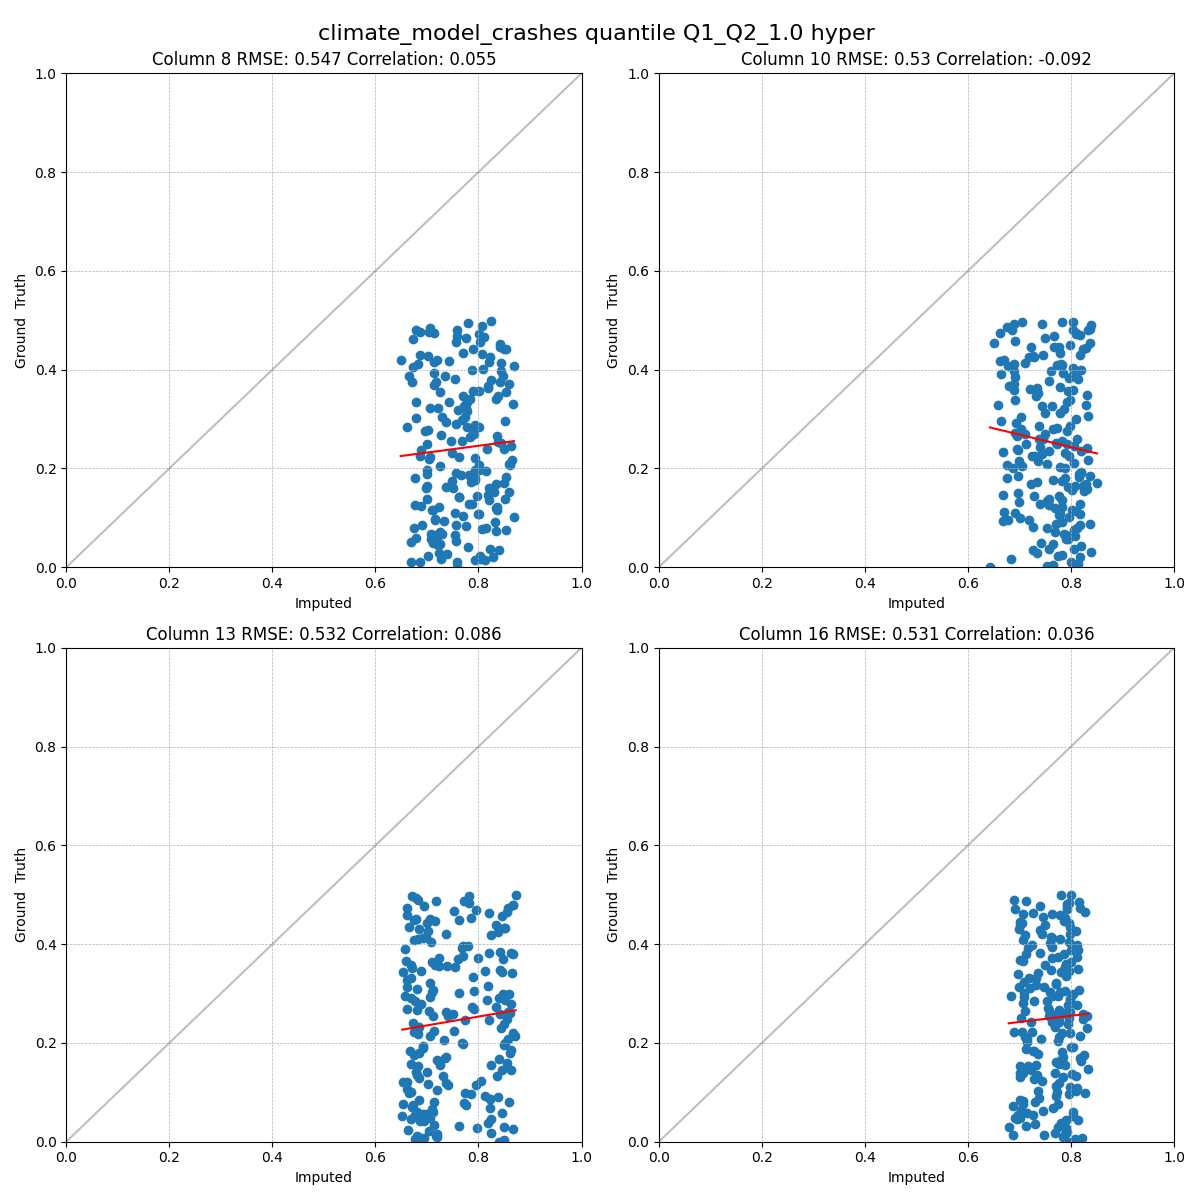 climate_model_crashes quantile Q1_Q2_1.0 hyper
Column 8 RMSE: 0.547 Correlation: 0.055
1.0
0.8
0.6
0.4
0.2
0.0
Ground Truth
0.0 0.2 0.4 0.6 0.8 1.0
Imputed
Column 10 RMSE: 0.53 Correlation: -0.092
1.0
0.8
0.6
0.4
0.2
0.0
Ground Truth
0.0 0.2 0.4 0.6 0.8 1.0
Imputed
Column 13 RMSE: 0.532 Correlation: 0.086
1.0
0.8
0.6
0.4
0.2
0.0
Ground Truth
0.0 0.2 0.4 0.6 0.8 1.0
Imputed
Column 16 RMSE: 0.531 Correlation: 0.036
1.0
0.8
0.6
0.4
0.2
0.0
Ground Truth
0.0 0.2 0.4 0.6 0.8 1.0
Imputed